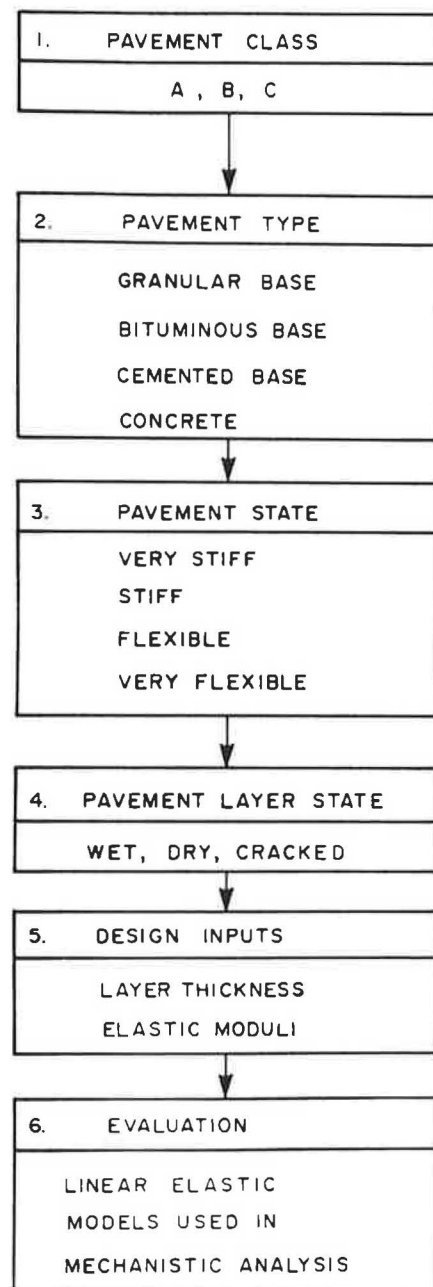 1. PAVEMENT CLASS
A , B, C
2. PAVEMENT TYPE
GRANULAR BASE
BITUMINOUS BASE
CEMENTED BASE
CONCRETE
3. PAVEMENT STATE
VERY STIFF
STIFF
FLEXIBLE
VERY FLEXIBLE
4. PAVEMENT LAYER STATE
WET, DRY, CRACKED
5. DESIGN INPUTS
LAYER THICKNESS
ELASTIC MODULI
6. EVALUATION
LINEAR ELASTIC
MODELS USED IN
MECHANISTIC ANALYSIS